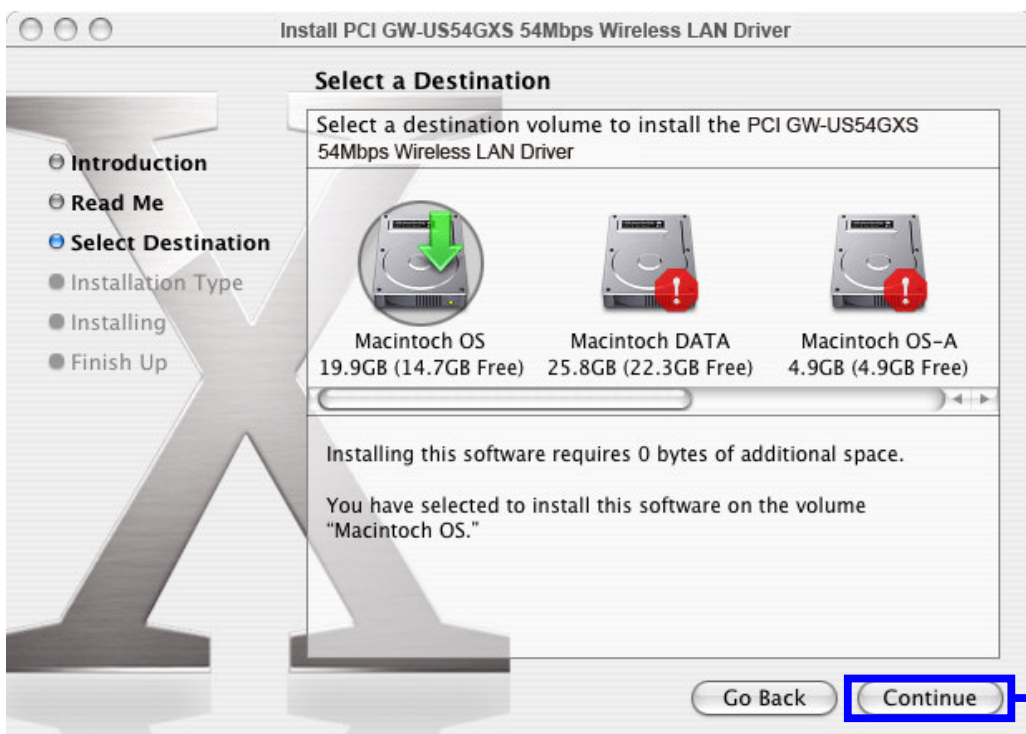 Install PCI GW-US54GXS 54Mbps Wireless LAN Driver
Select a Destination
Introduction
Read Me
Select Destination
Installation Type
Installing
Finish Up
Select a destination volume to install the PCI GW-US54GXS
54Mbps Wireless LAN Driver
Macintoch OS
19.9GB (14.7GB Free)
Macintoch DATA
25.8GB (22.3GB Free)
Macintoch OS-A
4.9GB (4.9GB Free)
Installing this software requires 0 bytes of additional space.
You have selected to install this software on the volume
“Macintoch OS.”
Go Back
Continue